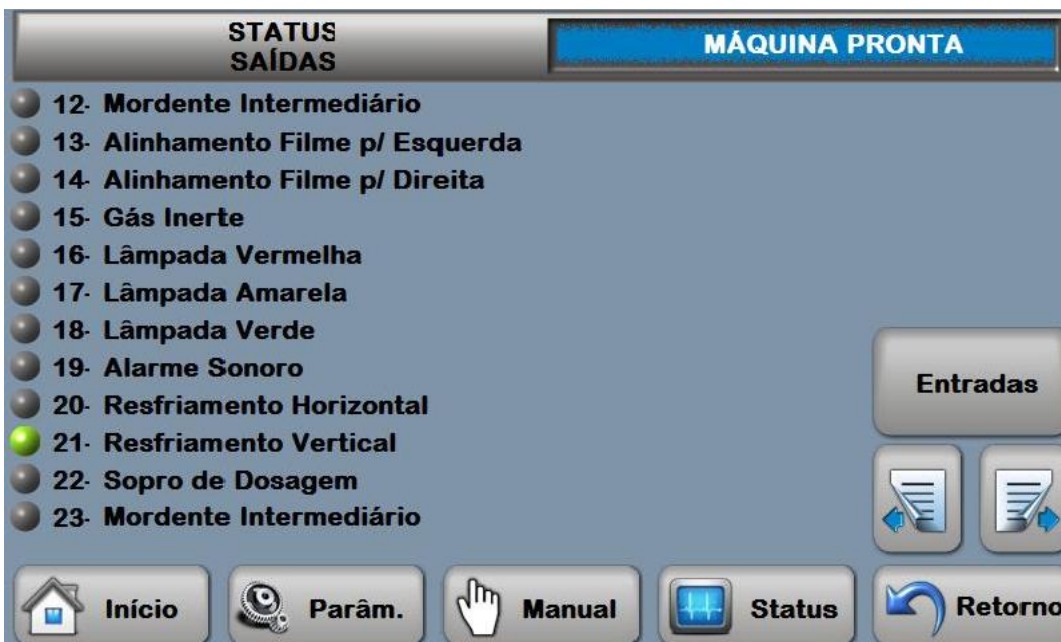 STATUS
SAÍDAS
MÁQUINA PRONTA
12- Mordente Intermediário
13- Alinhamento Filme p/ Esquerda
14- Alinhamento Filme p/ Direita
15- Gás Inerte
16- Lâmpada Vermelha
17- Lâmpada Amarela
18- Lâmpada Verde
19- Alarme Sonoro
20- Resfriamento Horizontal
21- Resfriamento Vertical
22- Sopro de Dosagem
23- Mordente Intermediário
Entradas
Início
Parâm.
Manual
Status
Retorno